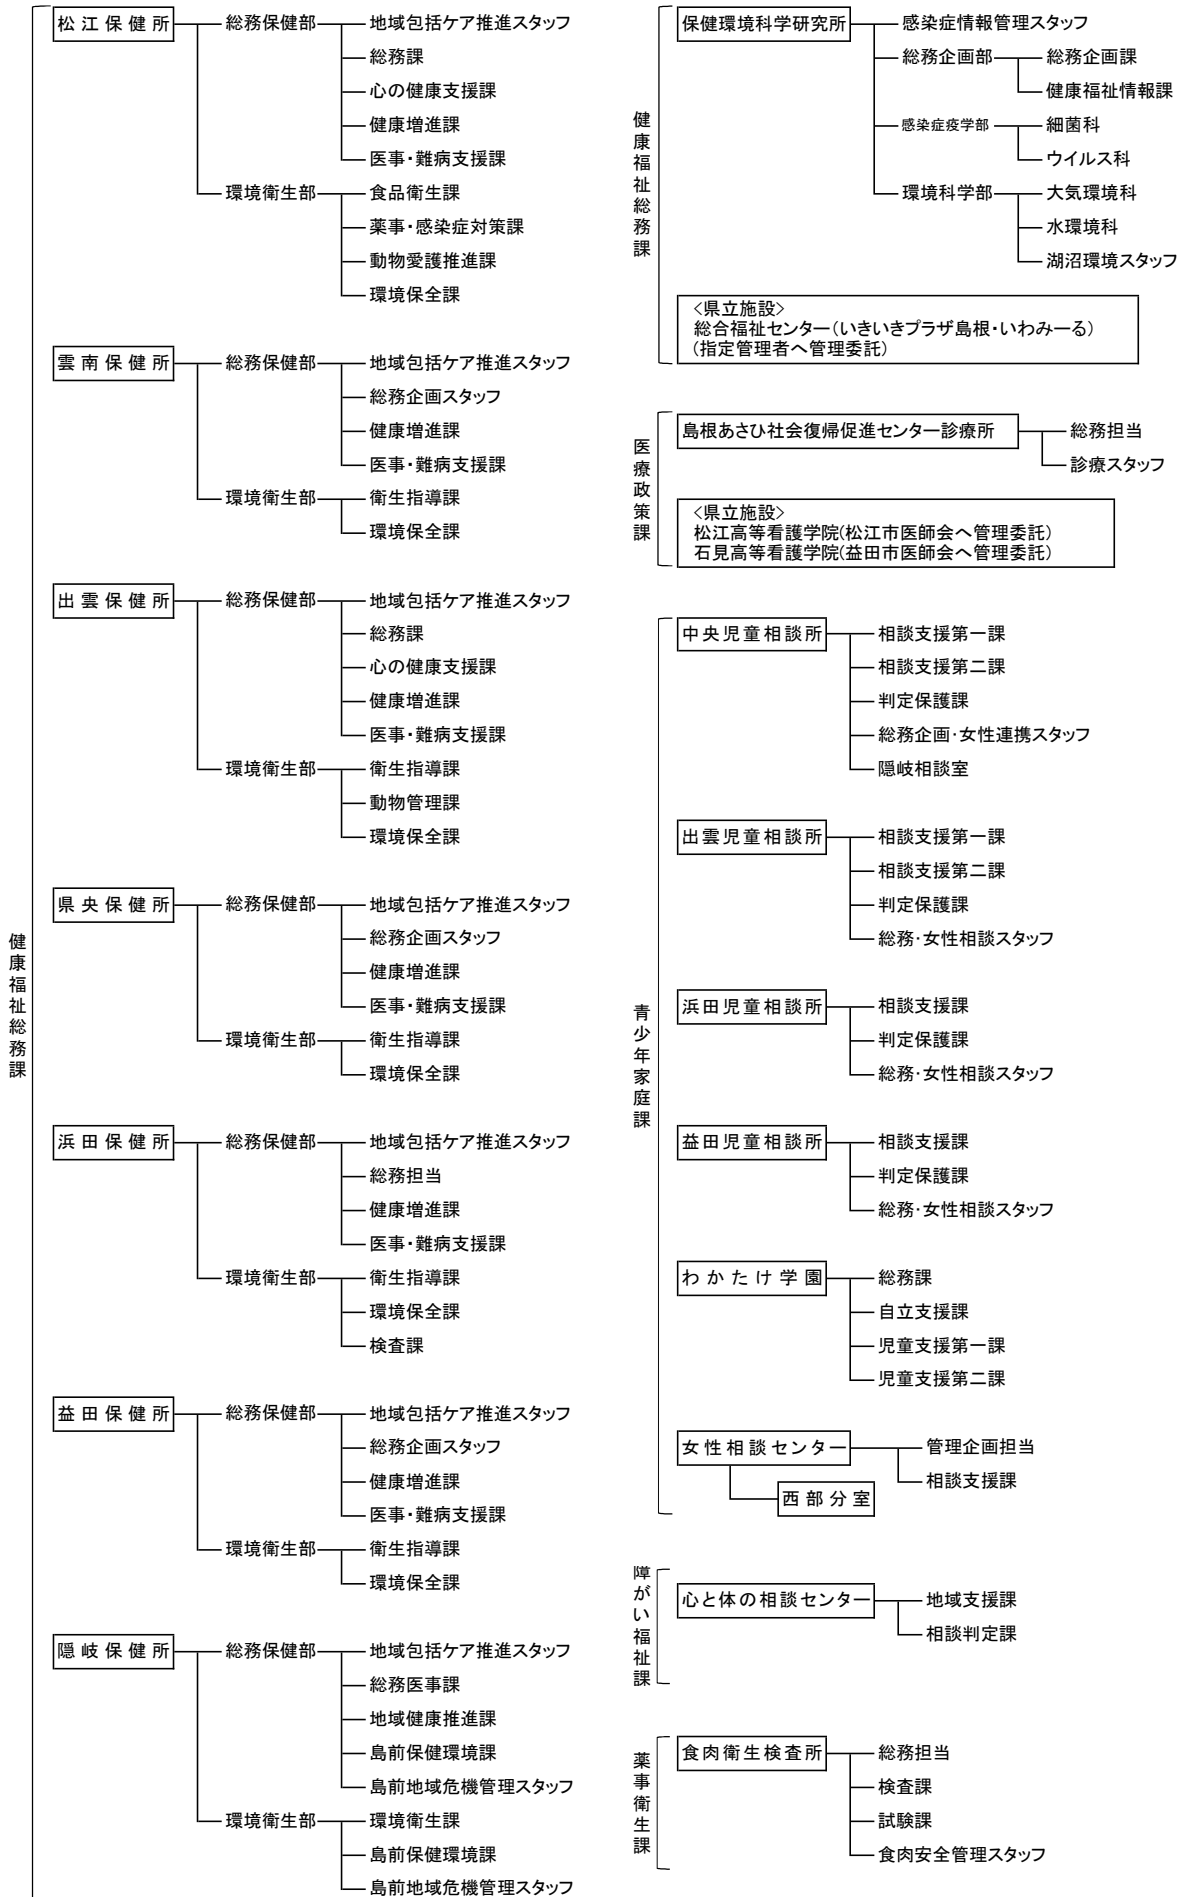 健康福祉総務課
松江保健所
総務保健部
地域包括ケア推進スタッフ
総務課
心の健康支援課
健康増進課
医事・難病支援課
環境衛生部
食品衛生課
薬事・感染症対策課
動物愛護推進課
環境保全課
雲南保健所
総務保健部
地域包括ケア推進スタッフ
総務企画スタッフ
健康増進課
医事・難病支援課
環境衛生部
衛生指導課
環境保全課
出雲保健所
総務保健部
地域包括ケア推進スタッフ
総務課
心の健康支援課
健康増進課
医事・難病支援課
環境衛生部
衛生指導課
動物管理課
環境保全課
県央保健所
総務保健部
地域包括ケア推進スタッフ
総務企画スタッフ
健康増進課
医事・難病支援課
環境衛生部
衛生指導課
環境保全課
浜田保健所
総務保健部
地域包括ケア推進スタッフ
総務担当
健康増進課
医事・難病支援課
環境衛生部
衛生指導課
環境保全課
検査課
益田保健所
総務保健部
地域包括ケア推進スタッフ
総務企画スタッフ
健康増進課
医事・難病支援課
環境衛生部
衛生指導課
環境保全課
隠岐保健所
総務保健部
地域包括ケア推進スタッフ
総務医事課
地域健康推進課
島前保健環境課
島前地域危機管理スタッフ
環境衛生部
環境衛生課
島前保健環境課
島前地域危機管理スタッフ
健康福祉総務課
保健環境科学研究所
感染症情報管理スタッフ
総務企画部
総務企画課
健康福祉情報課
感染症疫学部
細菌科
ウイルス科
環境科学部
大気環境科
水環境科
湖沼環境スタッフ
<県立施設>
総合福祉センター(いきいきプラザ島根・いわみーる)
(指定管理者へ管理委託)
医療政策課
島根あさひ社会復帰促進センター診療所
総務担当
診療スタッフ
<県立施設>
松江高等看護学院(松江市医師会へ管理委託)
石見高等看護学院(益田市医師会へ管理委託)
青少年家庭課
中央児童相談所
相談支援第一課
相談支援第二課
判定保護課
総務企画・女性連携スタッフ
隠岐相談室
出雲児童相談所
相談支援第一課
相談支援第二課
判定保護課
総務・女性相談スタッフ
浜田児童相談所
相談支援課
判定保護課
総務・女性相談スタッフ
益田児童相談所
相談支援課
判定保護課
総務・女性相談スタッフ
わかたけ学園
総務課
自立支援課
児童支援第一課
児童支援第二課
女性相談センター
管理企画担当
相談支援課
西部分室
障がい福祉課
心と体の相談センター
地域支援課
相談判定課
薬事衛生課
食肉衛生検査所
総務担当
検査課
試験課
食肉安全管理スタッフ